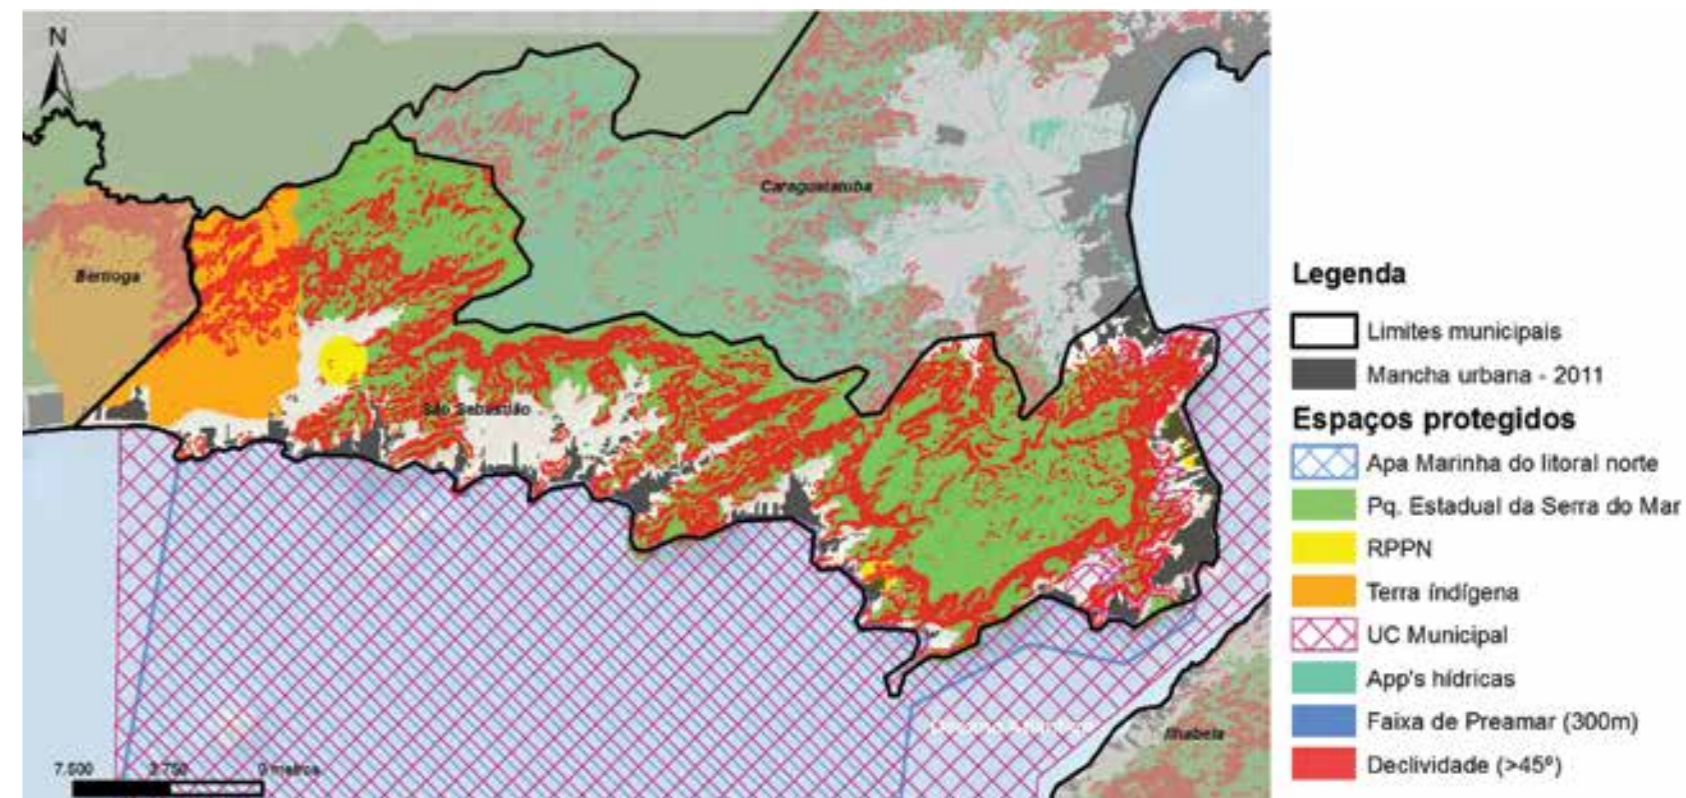 N
Caraguatatuba
Bertioga
São Sebastião
Ilhabela
7.500 3.750 0 metros
Legenda
Limites municipais
Mancha urbana - 2011
Espaços protegidos
Apa Marinha do litoral norte
Pq. Estadual da Serra do Mar
RPPN
Terra indígena
UC Municipal
App's hídricas
Faixa de Preamar (300m)
Declividade (>45º)